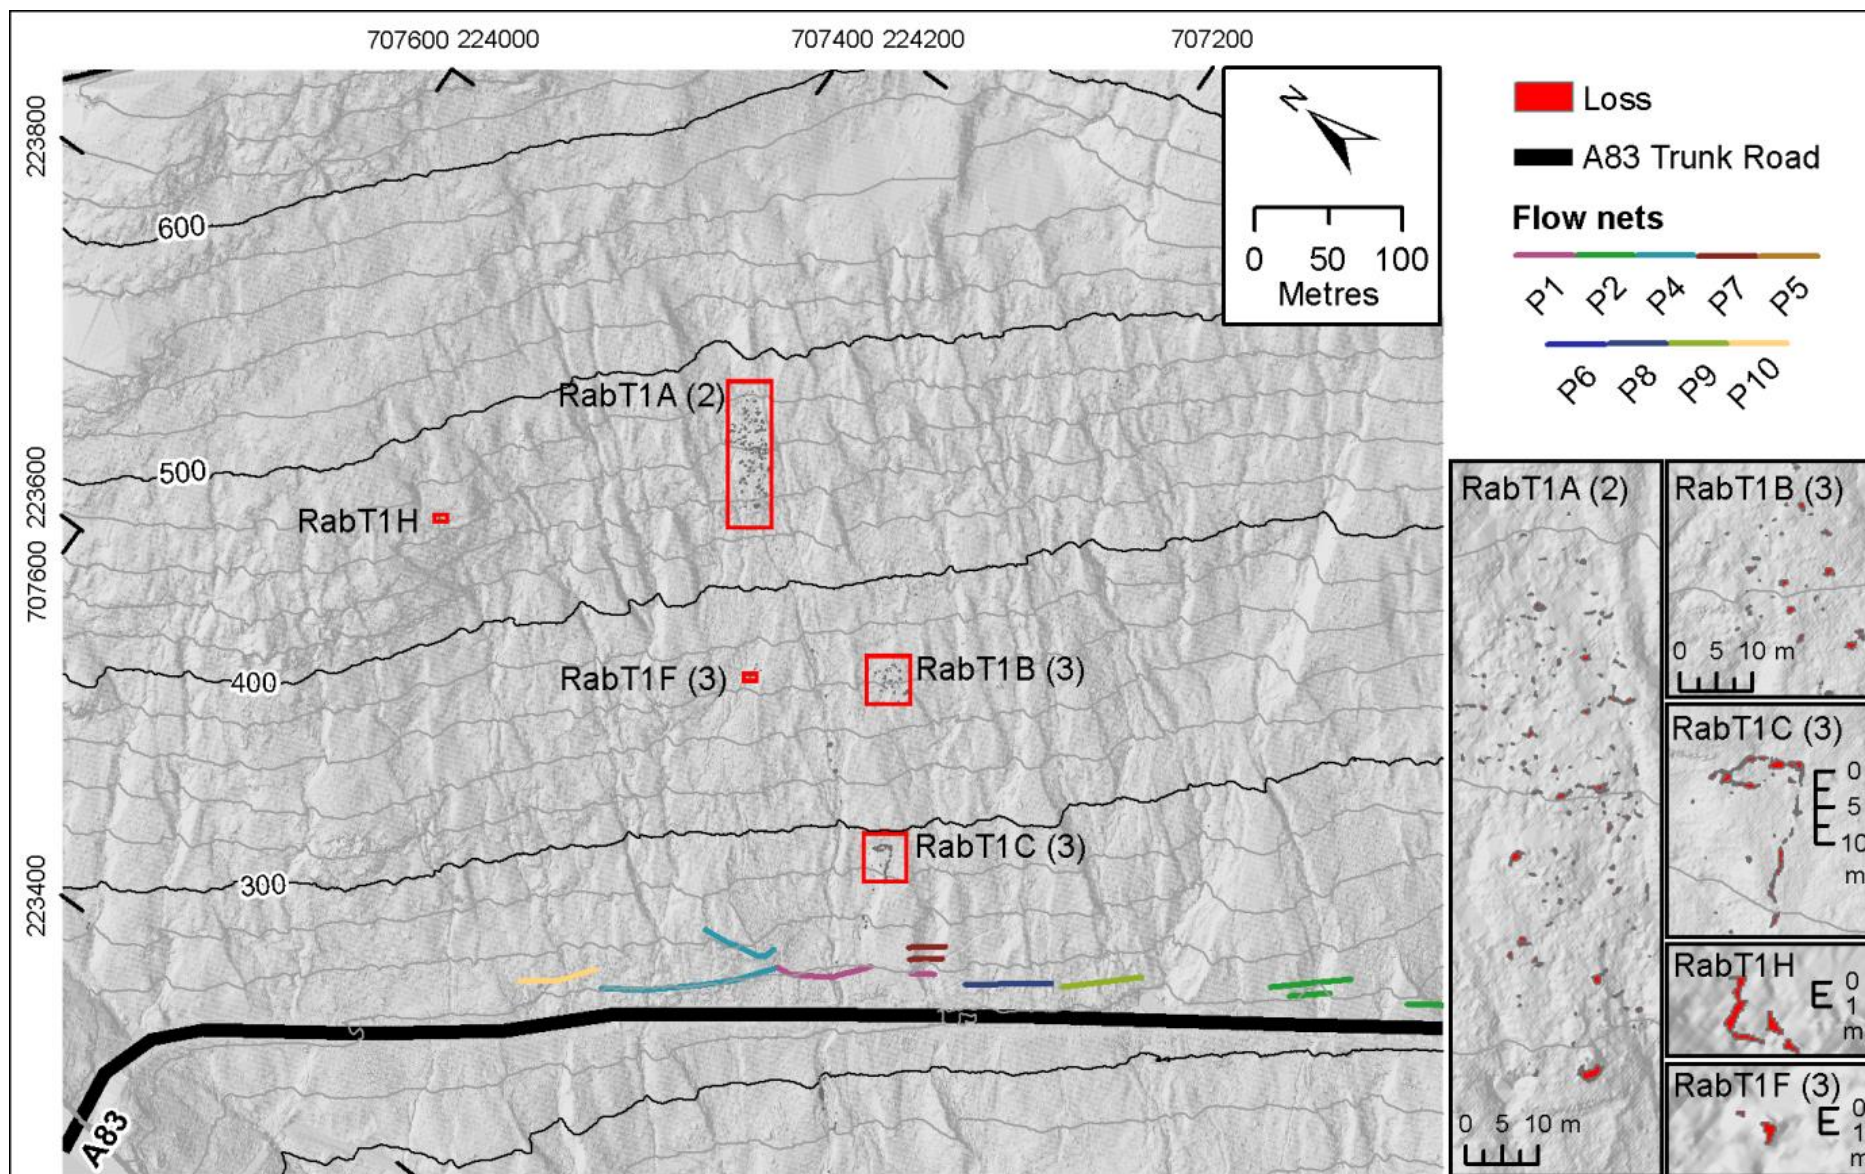 707600 224000
707400 224200
707200
223800
223600
707600
223400
N
0 50 100
Metres
600
500
400
300
RabT1A (2)
RabT1H
RabT1F (3)
RabT1B (3)
RabT1C (3)
A83
Loss
A83 Trunk Road
Flow nets
P1 P2 P4 P7 P5
P6 P8 P9 P10
RabT1A (2)
0 5 10 m
RabT1B (3)
0 5 10 m
RabT1C (3)
0
5
10
m
RabT1H
0
1
m
RabT1F (3)
0
1
m